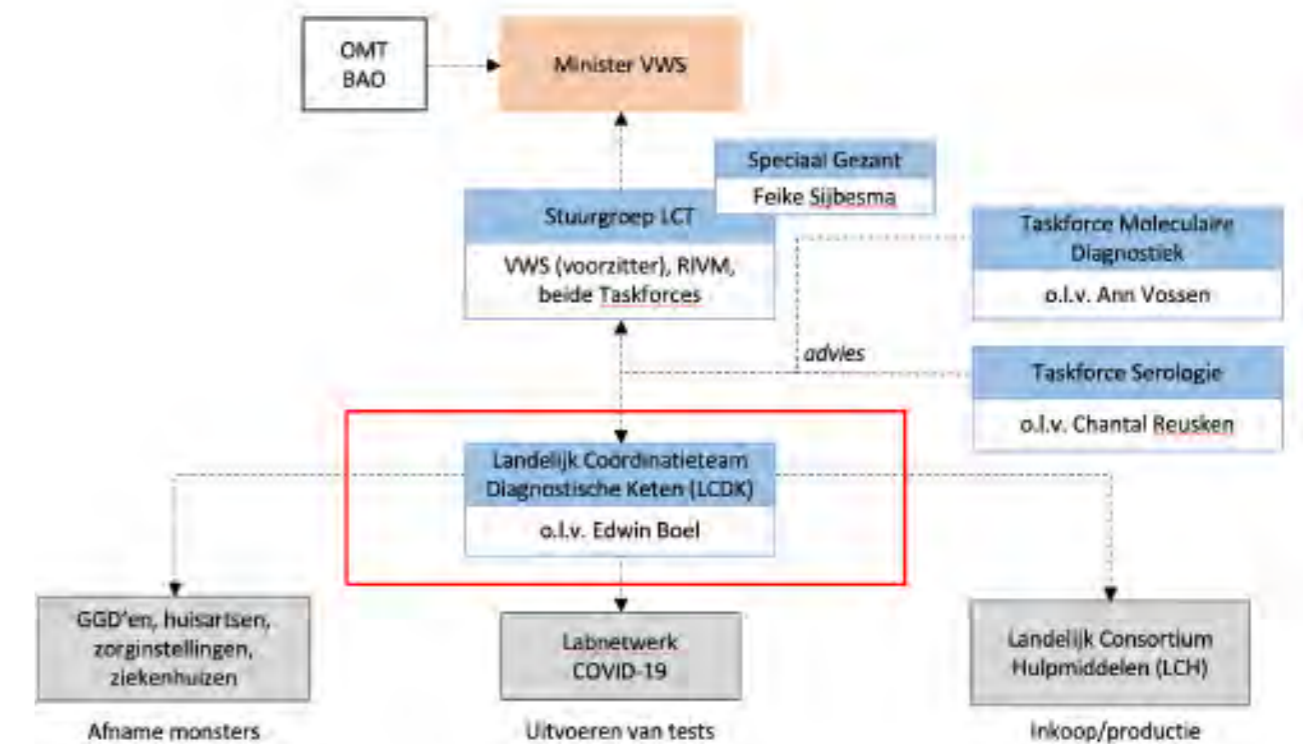 OMT
BAO
Minister VWS
Speciaal Gezant
Feike Sijbesma
Stuurgroep LCT
VWS (voorzitter), RIVM,
beide Taskforces
Taskforce Moleculaire
Diagnostiek
o.l.v. Ann Vossen
advies
Taskforce Serologie
o.l.v. Chantal Reusken
Landelijk Coördinatieteam
Diagnostische Keten (LCDK)
o.l.v. Edwin Boel
GGD'en, huisartsen,
zorginstellingen,
ziekenhuizen
Labnetwerk
COVID-19
Landelijk Consortium
Hulpmiddelen (LCH)
Afname monsters
Uitvoeren van tests
Inkoop/productie